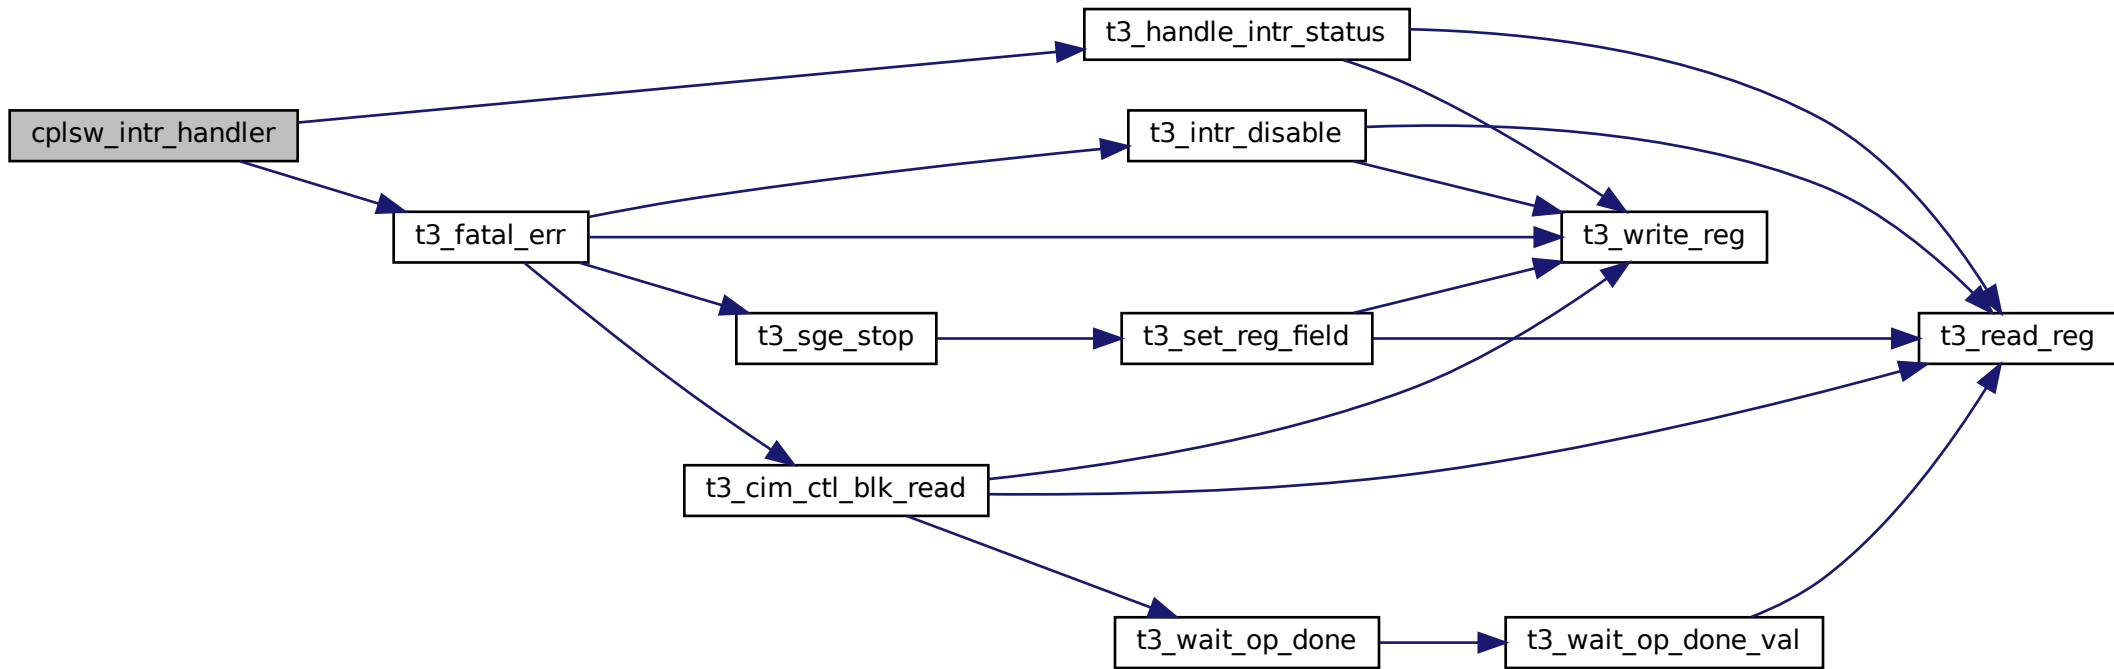 t3_handle_intr_status
cplsw_intr_handler
t3_intr_disable
t3_fatal_err
t3_write_reg
t3_sge_stop
t3_set_reg_field
t3_read_reg
t3_cim_ctl_blk_read
t3_wait_op_done
t3_wait_op_done_val